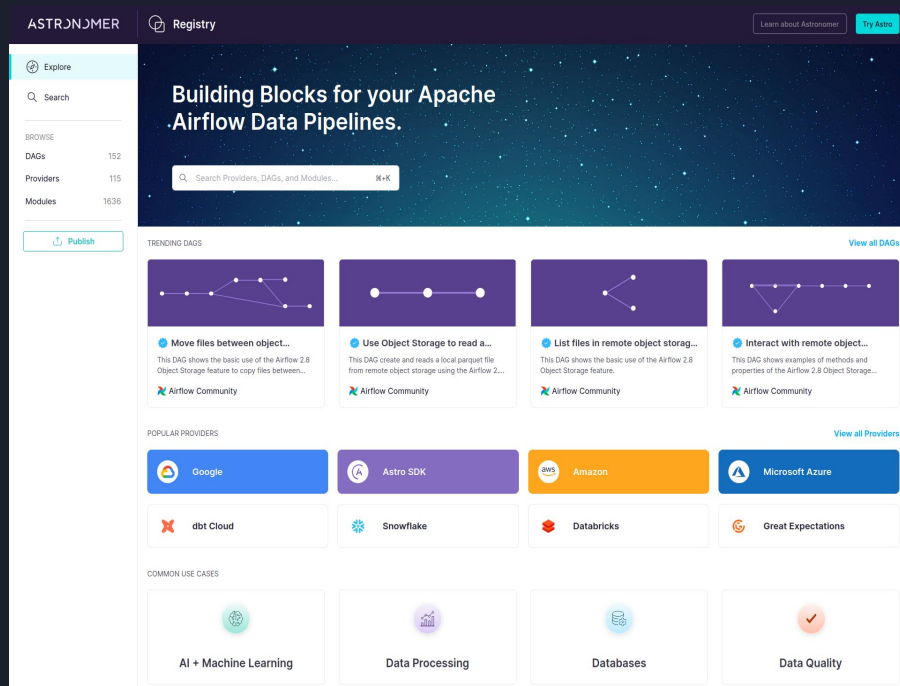 ASTRONOMER
Registry
Learn about Astronomer
Try Astro
Explore
Search
BROWSE
DAGs 152
Providers 115
Modules 1636
Publish
Building Blocks for your Apache
Airflow Data Pipelines.
Search Providers, DAGs, and Modules... ⌘+K
TRENDING DAGS
View all DAGs
Move files between object...
This DAG shows the basic use of the Airflow 2.8
Object Storage feature to copy files between...
Airflow Community
Use Object Storage to read a...
This DAG create and reads a local parquet file
from remote object storage using the Airflow 2....
Airflow Community
List files in remote object storag...
This DAG shows the basic use of the Airflow 2.8
Object Storage feature.
Airflow Community
Interact with remote object...
This DAG shows examples of methods and
properties of the Airflow 2.8 Object Storage...
Airflow Community
POPULAR PROVIDERS
View all Providers
Google
Astro SDK
aws
Amazon
Microsoft Azure
dbt Cloud
Snowflake
Databricks
Great Expectations
COMMON USE CASES
AI + Machine Learning
Data Processing
Databases
Data Quality